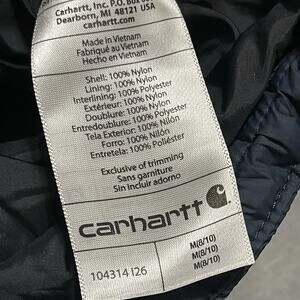 Carhartt, Inc. P.O. Box
Dearborn, MI 48121 USA
carhartt.com
Made in Vietnam
Fabriqué au Vietnam
Hecho en Vietnam
Shell: 100% Nylon
Lining: 100% Nylon
Interlining: 100% Polyester
Extérieur: 100% Nylon
Doublure: 100% Nylon
Entredoublure: 100% Polyester
Tela Exterior: 100% Nilón
Forro: 100% Nilón
Entretela: 100% Poliéster
Exclusive of trimming
Sans garniture
Sin incluir adorno
carhartt
104314 I26
M(8/10)
M(8/10)
M(8/10)